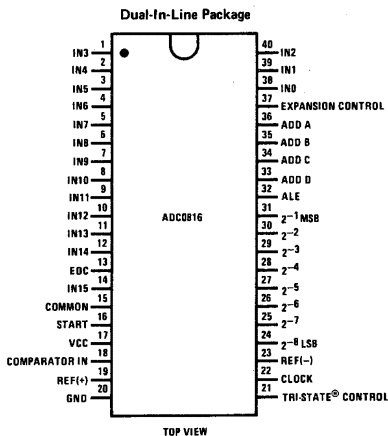 Dual-In-Line Package
IN3 1 40 IN2
IN4 2 39 IN1
IN5 3 38 IN0
IN6 4 37 EXPANSION CONTROL
IN7 5 36 ADD A
IN8 6 35 ADD B
IN9 7 34 ADD C
IN10 8 33 ADD D
IN11 9 32 ALE
IN12 10 31 2⁻¹ MSB
IN13 11 30 2⁻²
IN14 12 29 2⁻³
EOC 13 28 2⁻⁴
IN15 14 27 2⁻⁵
COMMON 15 26 2⁻⁶
START 16 25 2⁻⁷
VCC 17 24 2⁻⁸ LSB
COMPARATOR IN 18 23 REF(−)
REF(+) 19 22 CLOCK
GND 20 21 TRI-STATE® CONTROL
ADC0816
TOP VIEW